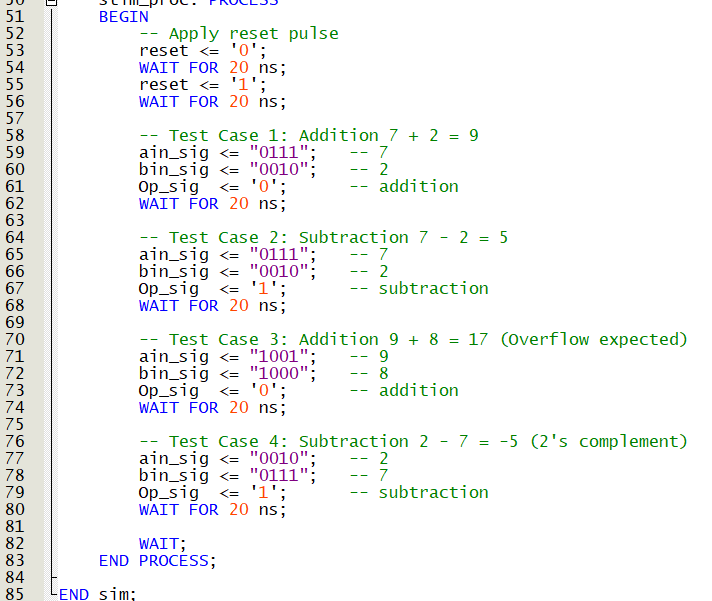 50 stim_proc: PROCESS
51 BEGIN
52 -- Apply reset pulse
53 reset <= '0';
54 WAIT FOR 20 ns;
55 reset <= '1';
56 WAIT FOR 20 ns;
57
58 -- Test Case 1: Addition 7 + 2 = 9
59 ain_sig <= "0111"; -- 7
60 bin_sig <= "0010"; -- 2
61 Op_sig <= '0'; -- addition
62 WAIT FOR 20 ns;
63
64 -- Test Case 2: Subtraction 7 - 2 = 5
65 ain_sig <= "0111"; -- 7
66 bin_sig <= "0010"; -- 2
67 Op_sig <= '1'; -- subtraction
68 WAIT FOR 20 ns;
69
70 -- Test Case 3: Addition 9 + 8 = 17 (Overflow expected)
71 ain_sig <= "1001"; -- 9
72 bin_sig <= "1000"; -- 8
73 Op_sig <= '0'; -- addition
74 WAIT FOR 20 ns;
75
76 -- Test Case 4: Subtraction 2 - 7 = -5 (2's complement)
77 ain_sig <= "0010"; -- 2
78 bin_sig <= "0111"; -- 7
79 Op_sig <= '1'; -- subtraction
80 WAIT FOR 20 ns;
81
82 WAIT;
83 END PROCESS;
84
85 END sim;